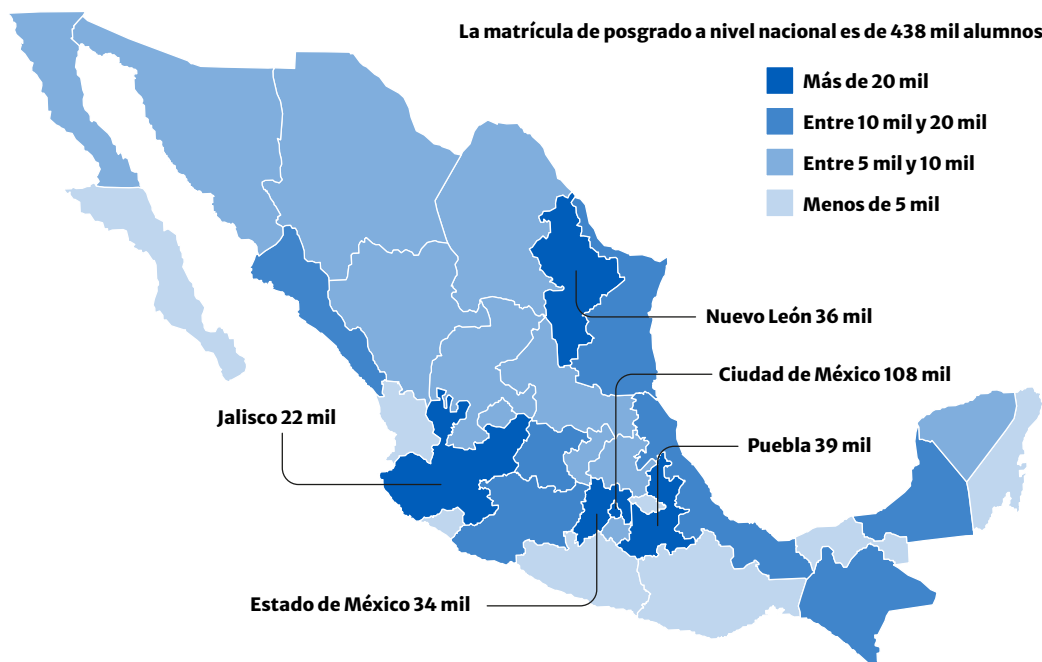 La matrícula de posgrado a nivel nacional es de 438 mil alumnos
Más de 20 mil
Entre 10 mil y 20 mil
Entre 5 mil y 10 mil
Menos de 5 mil
Nuevo León 36 mil
Ciudad de México 108 mil
Jalisco 22 mil
Puebla 39 mil
Estado de México 34 mil